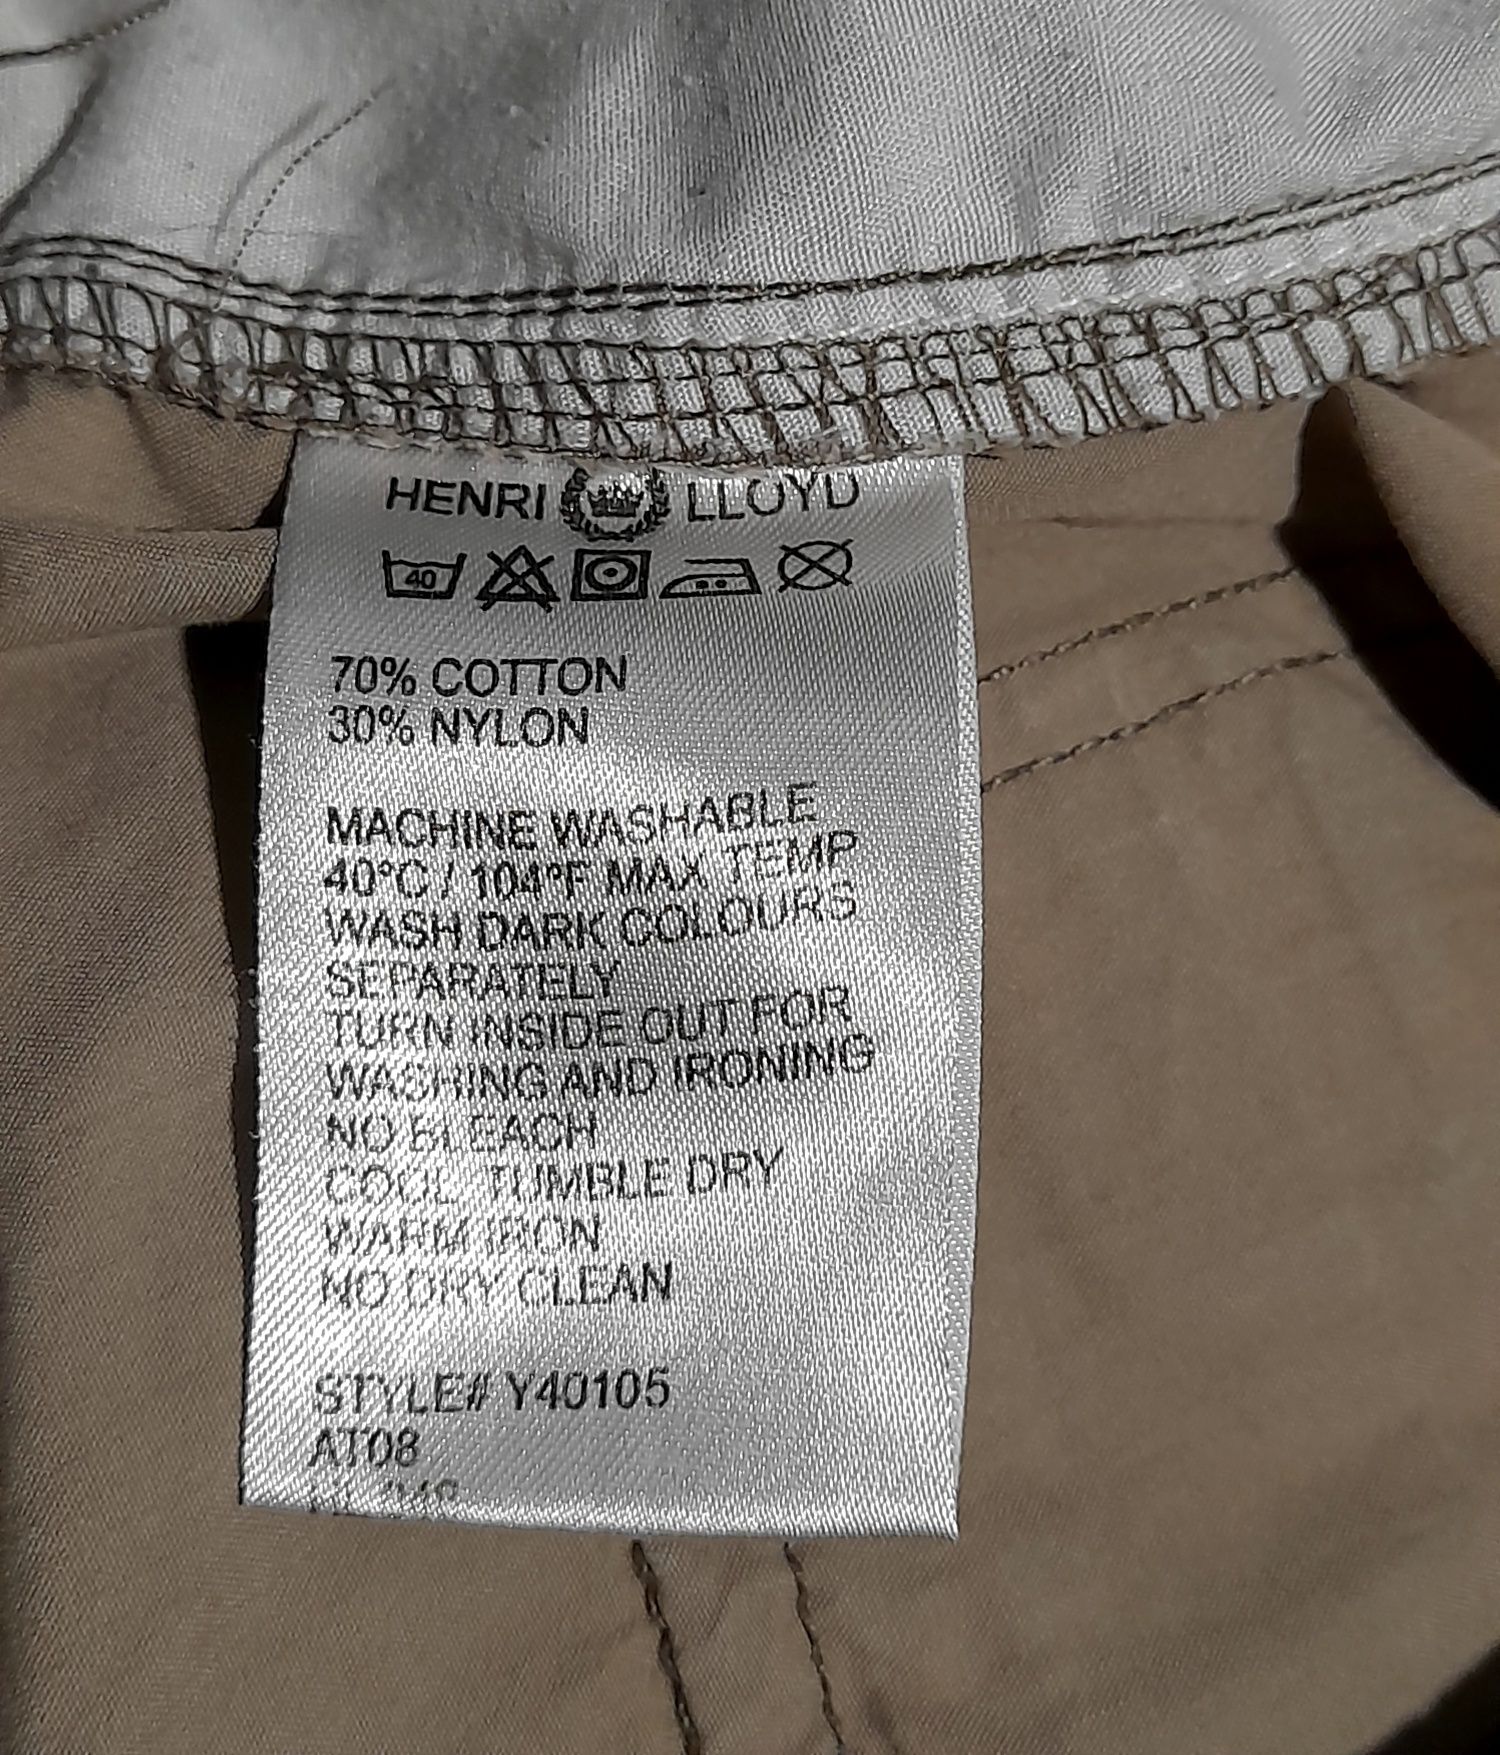 HENRI LLOYD
40
70% COTTON
30% NYLON
MACHINE WASHABLE
40°C / 104°F MAX TEMP
WASH DARK COLOURS
SEPARATELY
TURN INSIDE OUT FOR
WASHING AND IRONING
NO BLEACH
COOL TUMBLE DRY
WARM IRON
NO DRY CLEAN
STYLE# Y40105
AT08